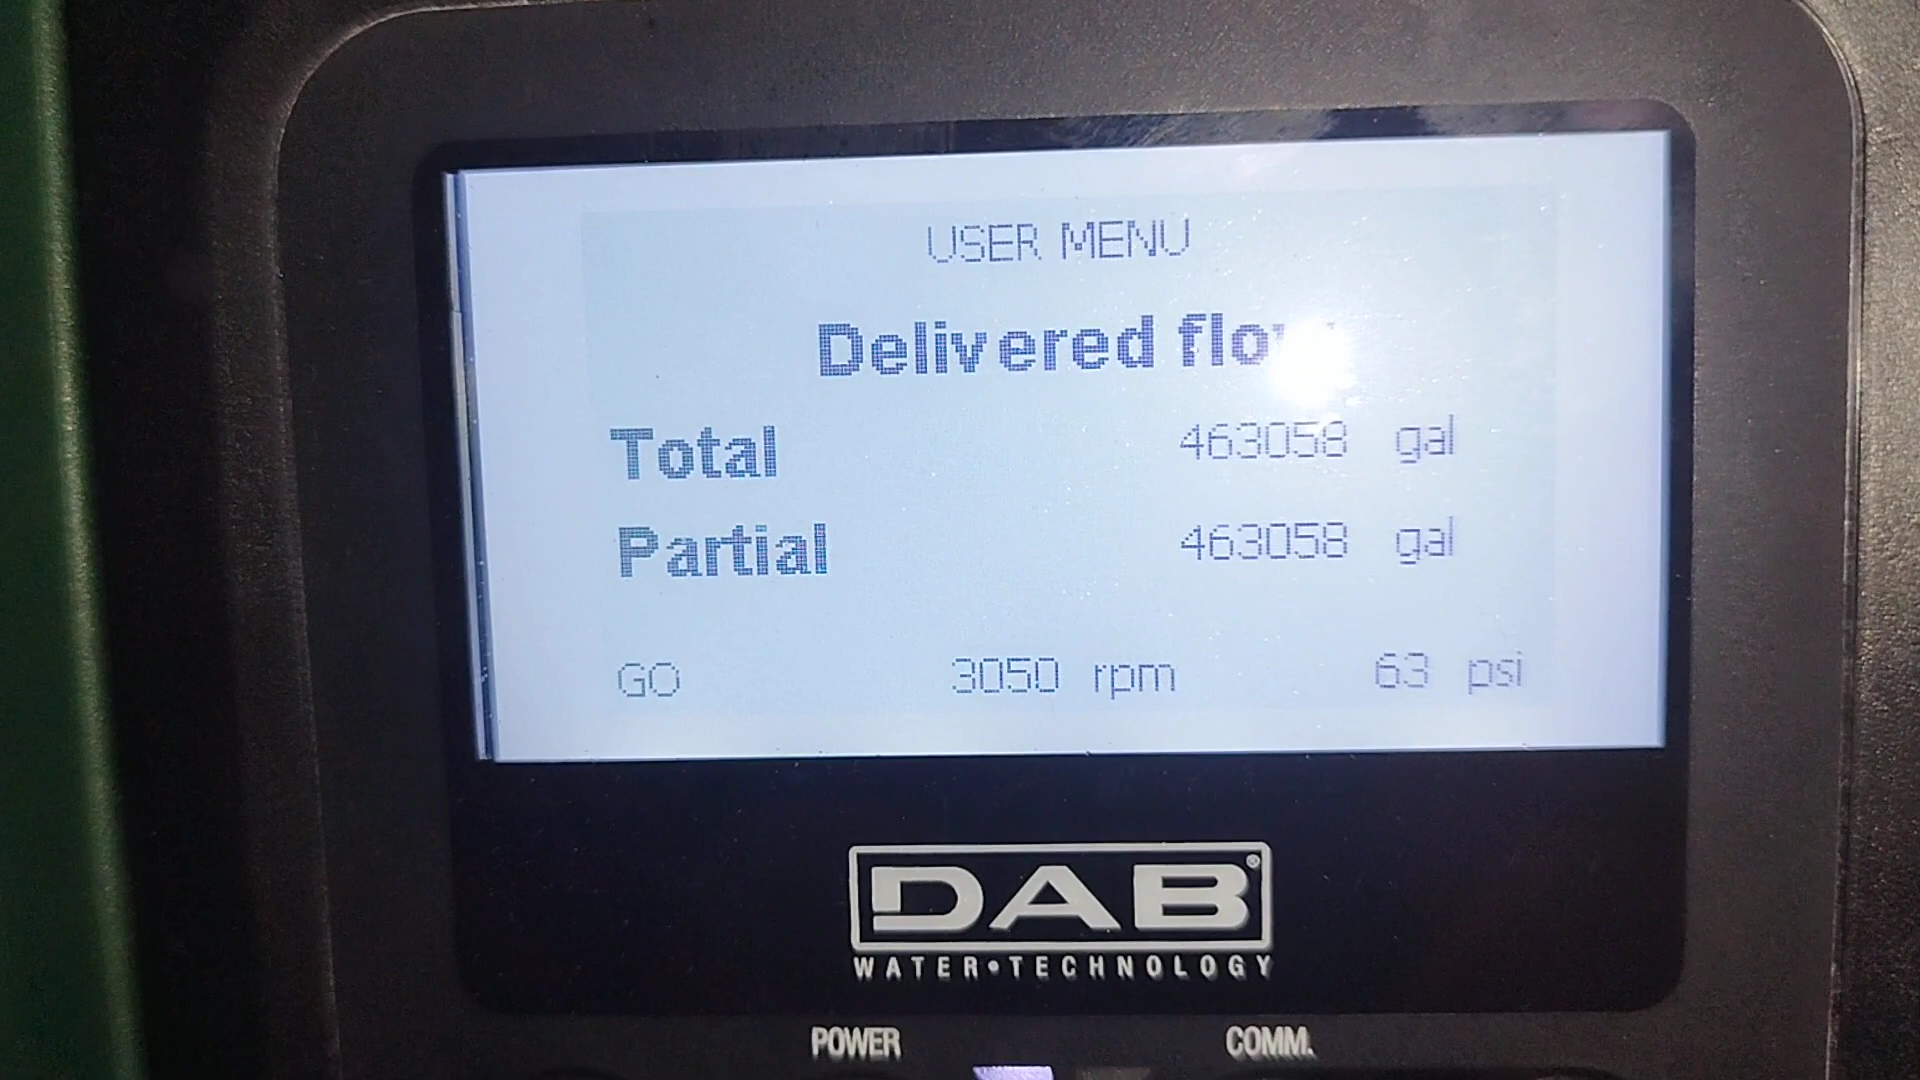 USER MENU
Delivered flow
Total 463058 gal
Partial 463058 gal
GO 3050 rpm 63 psi
DAB®
WATER•TECHNOLOGY
POWER COMM.